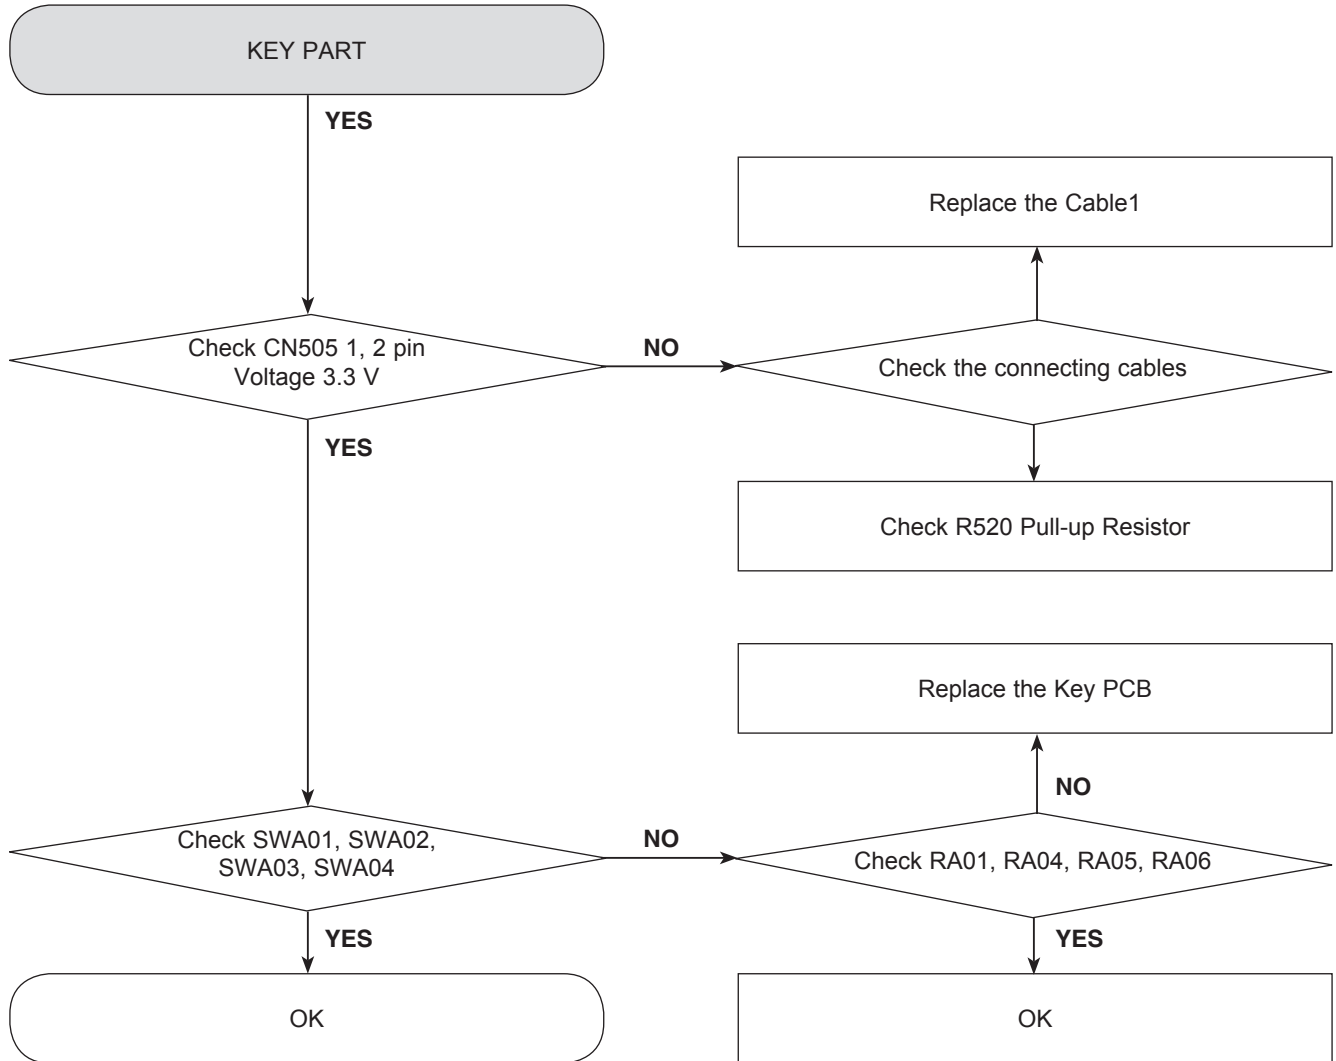 KEY PART
YES
Replace the Cable1
Check CN505 1, 2 pin
Voltage 3.3 V
NO
Check the connecting cables
YES
Check R520 Pull-up Resistor
Replace the Key PCB
NO
Check SWA01, SWA02,
SWA03, SWA04
NO
Check RA01, RA04, RA05, RA06
YES
YES
OK
OK